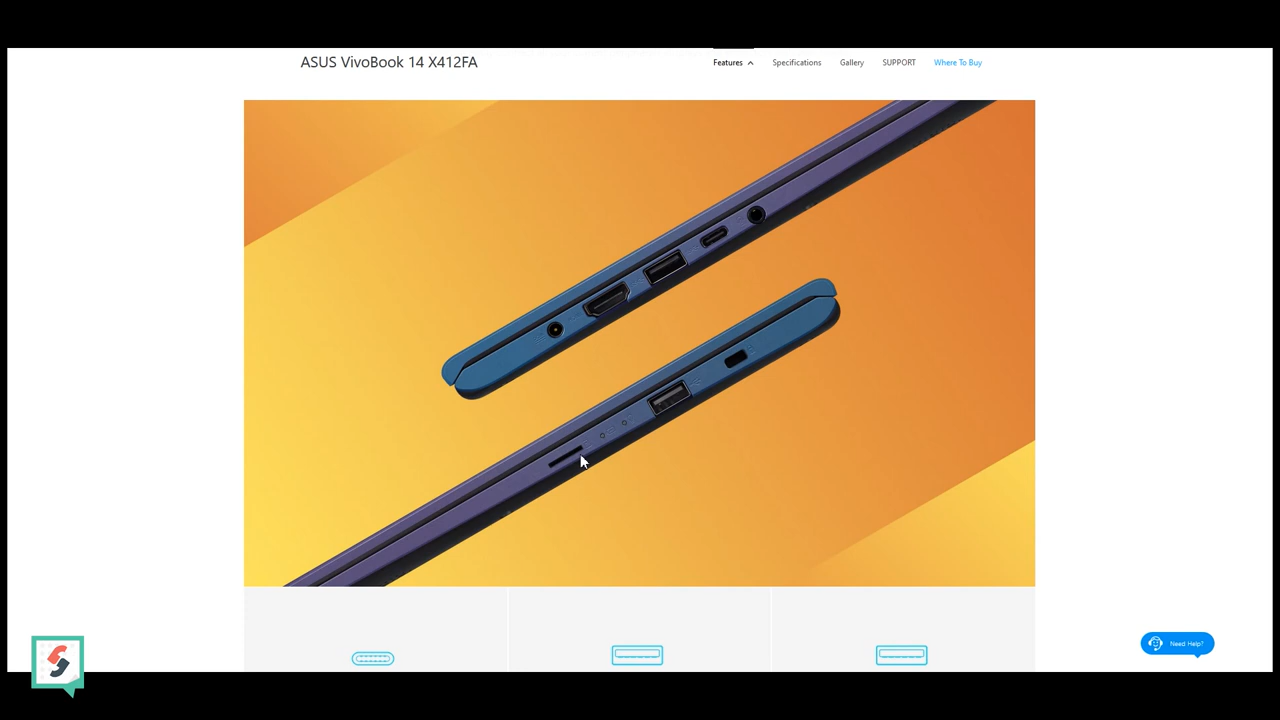 ASUS VivoBook 14 X412FA
Features
Specifications
Gallery
SUPPORT
Where To Buy
Need Help?